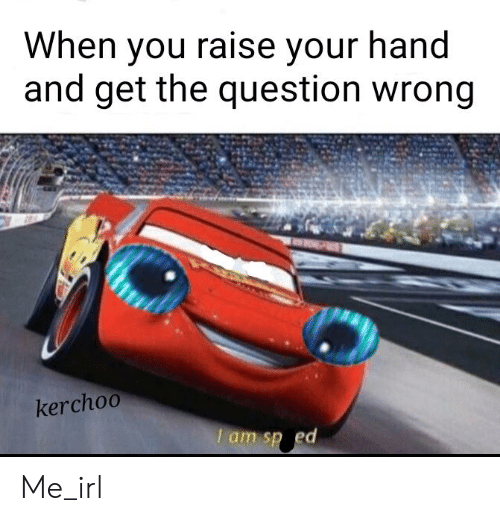 When you raise your hand
and get the question wrong
kerchoo
I am sp ed
Me_irl